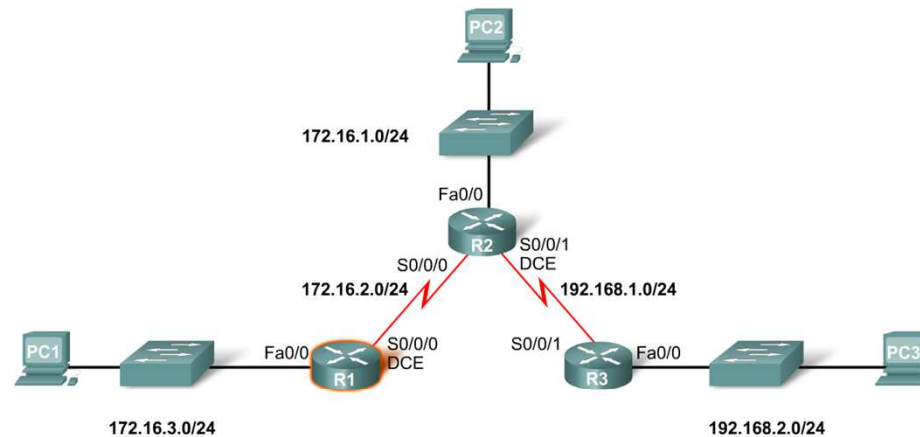 PC2
172.16.1.0/24
Fa0/0
R2
S0/0/0
S0/0/1
DCE
172.16.2.0/24
192.168.1.0/24
PC1
Fa0/0
R1
S0/0/0
DCE
S0/0/1
R3
Fa0/0
PC3
172.16.3.0/24
192.168.2.0/24